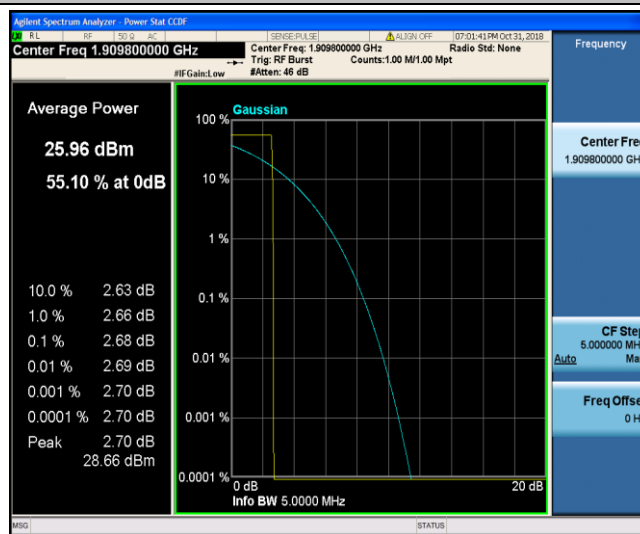 Agilent Spectrum Analyzer - Power Stat CCDF
RL RF 50 Ω AC SENSE:PULSE ALIGN OFF 07:01:41PM Oct 31, 2018
Center Freq 1.909800000 GHz
Center Freq: 1.909800000 GHz Radio Std: None
Trig: RF Burst Counts:1.00 M/1.00 Mpt
#IFGain:Low #Atten: 46 dB
Frequency
Average Power
25.96 dBm
55.10 % at 0dB
10.0 % 2.63 dB
1.0 % 2.66 dB
0.1 % 2.68 dB
0.01 % 2.69 dB
0.001 % 2.70 dB
0.0001 % 2.70 dB
Peak 2.70 dB
28.66 dBm
Gaussian
100 %
10 %
1 %
0.1 %
0.01 %
0.001 %
0.0001 %
0 dB 20 dB
Info BW 5.0000 MHz
Center Fre
1.909800000 GH
CF Ste
5.000000 MH
Auto Ma
Freq Offse
0 H
MSG STATUS